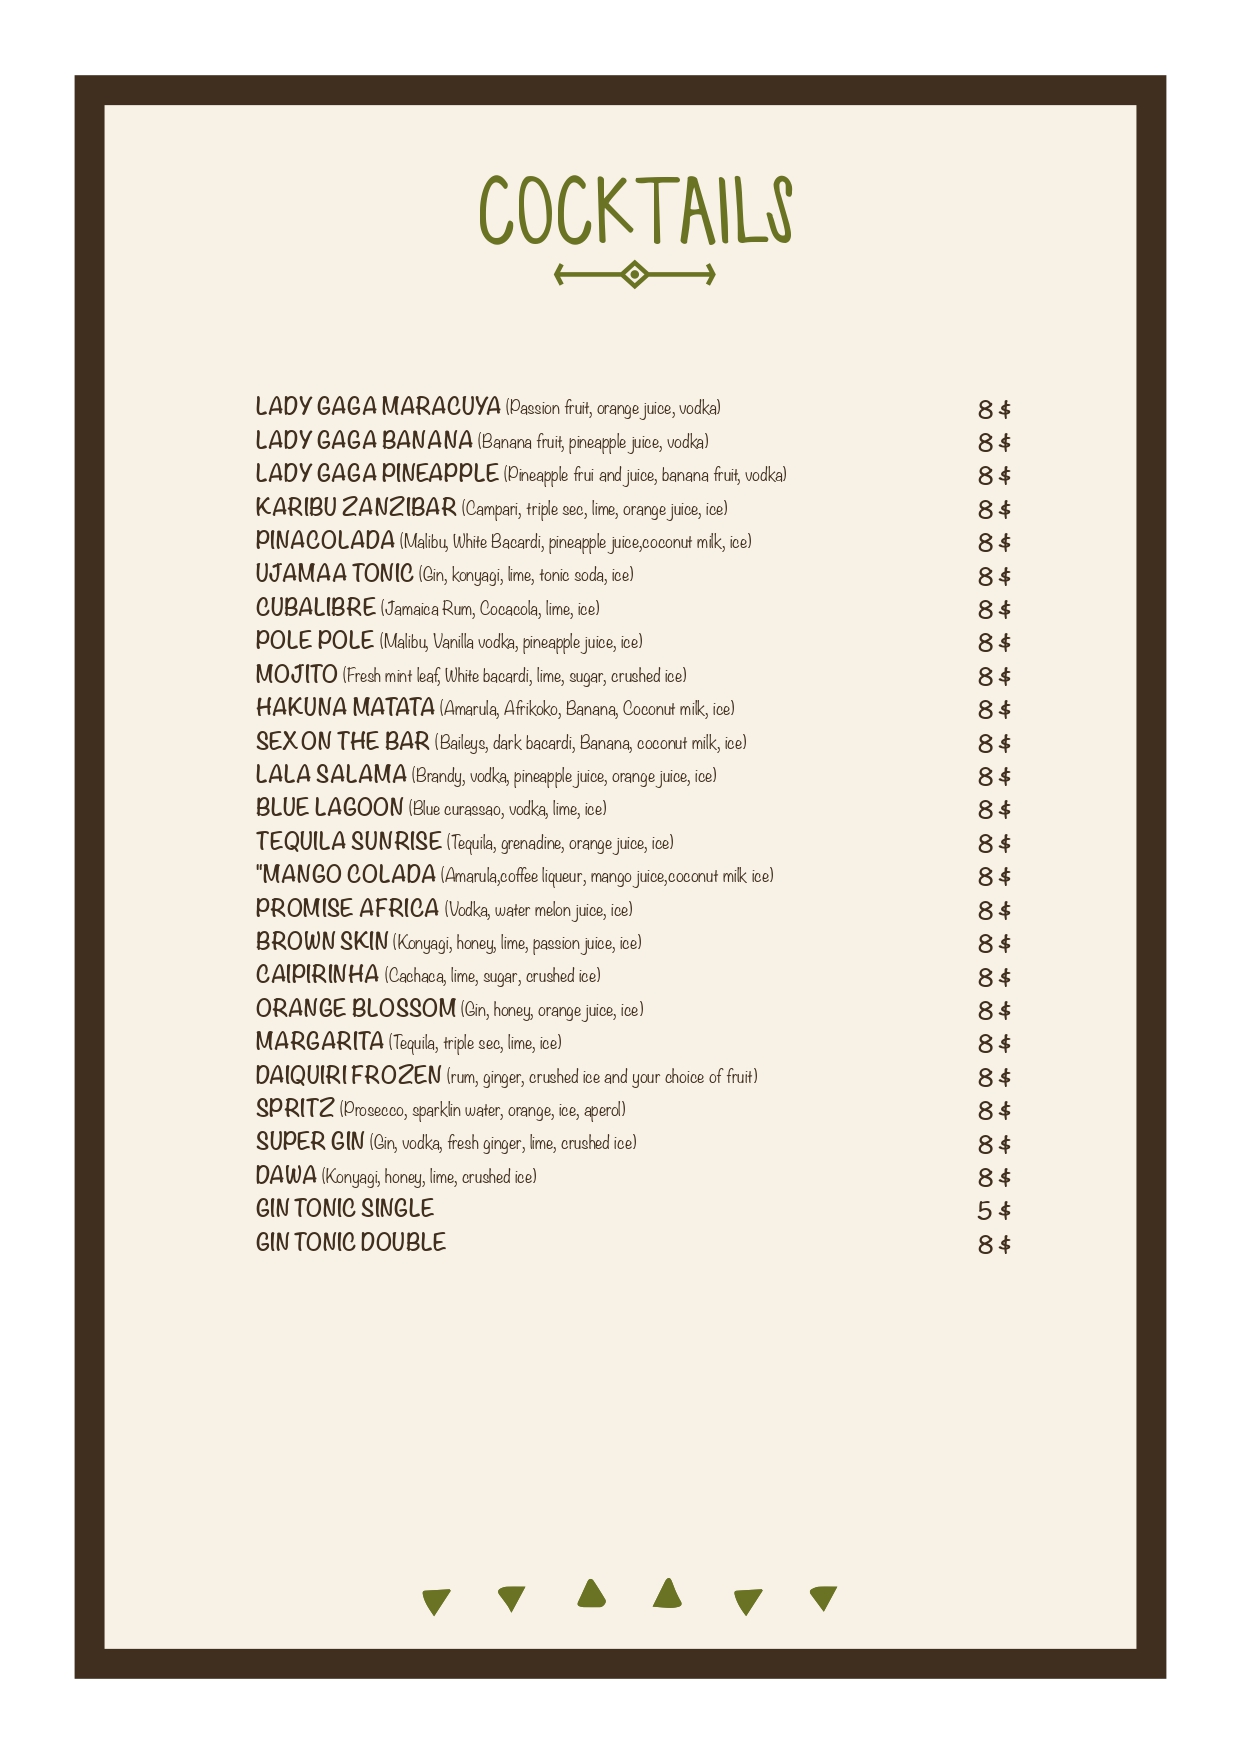 COCKTAILS
LADY GAGA MARACUYA (Passion fruit, orange juice, vodka) 8 $
LADY GAGA BANANA (Banana fruit, pineapple juice, vodka) 8 $
LADY GAGA PINEAPPLE (Pineapple frui and juice, banana fruit, vodka) 8 $
KARIBU ZANZIBAR (Campari, triple sec, lime, orange juice, ice) 8 $
PINACOLADA (Malibu, White Bacardi, pineapple juice,coconut milk, ice) 8 $
UJAMAA TONIC (Gin, konyagi, lime, tonic soda, ice) 8 $
CUBALIBRE (Jamaica Rum, Cocacola, lime, ice) 8 $
POLE POLE (Malibu, Vanilla vodka, pineapple juice, ice) 8 $
MOJITO (Fresh mint leaf, White bacardi, lime, sugar, crushed ice) 8 $
HAKUNA MATATA (Amarula, Afrikoko, Banana, Coconut milk, ice) 8 $
SEX ON THE BAR (Baileys, dark bacardi, Banana, coconut milk, ice) 8 $
LALA SALAMA (Brandy, vodka, pineapple juice, orange juice, ice) 8 $
BLUE LAGOON (Blue curassao, vodka, lime, ice) 8 $
TEQUILA SUNRISE (Tequila, grenadine, orange juice, ice) 8 $
"MANGO COLADA (Amarula,coffee liqueur, mango juice,coconut milk ice) 8 $
PROMISE AFRICA (Vodka, water melon juice, ice) 8 $
BROWN SKIN (Konyagi, honey, lime, passion juice, ice) 8 $
CAIPIRINHA (Cachaca, lime, sugar, crushed ice) 8 $
ORANGE BLOSSOM (Gin, honey, orange juice, ice) 8 $
MARGARITA (Tequila, triple sec, lime, ice) 8 $
DAIQUIRI FROZEN (rum, ginger, crushed ice and your choice of fruit) 8 $
SPRITZ (Prosecco, sparklin water, orange, ice, aperol) 8 $
SUPER GIN (Gin, vodka, fresh ginger, lime, crushed ice) 8 $
DAWA (Konyagi, honey, lime, crushed ice) 8 $
GIN TONIC SINGLE 5 $
GIN TONIC DOUBLE 8 $